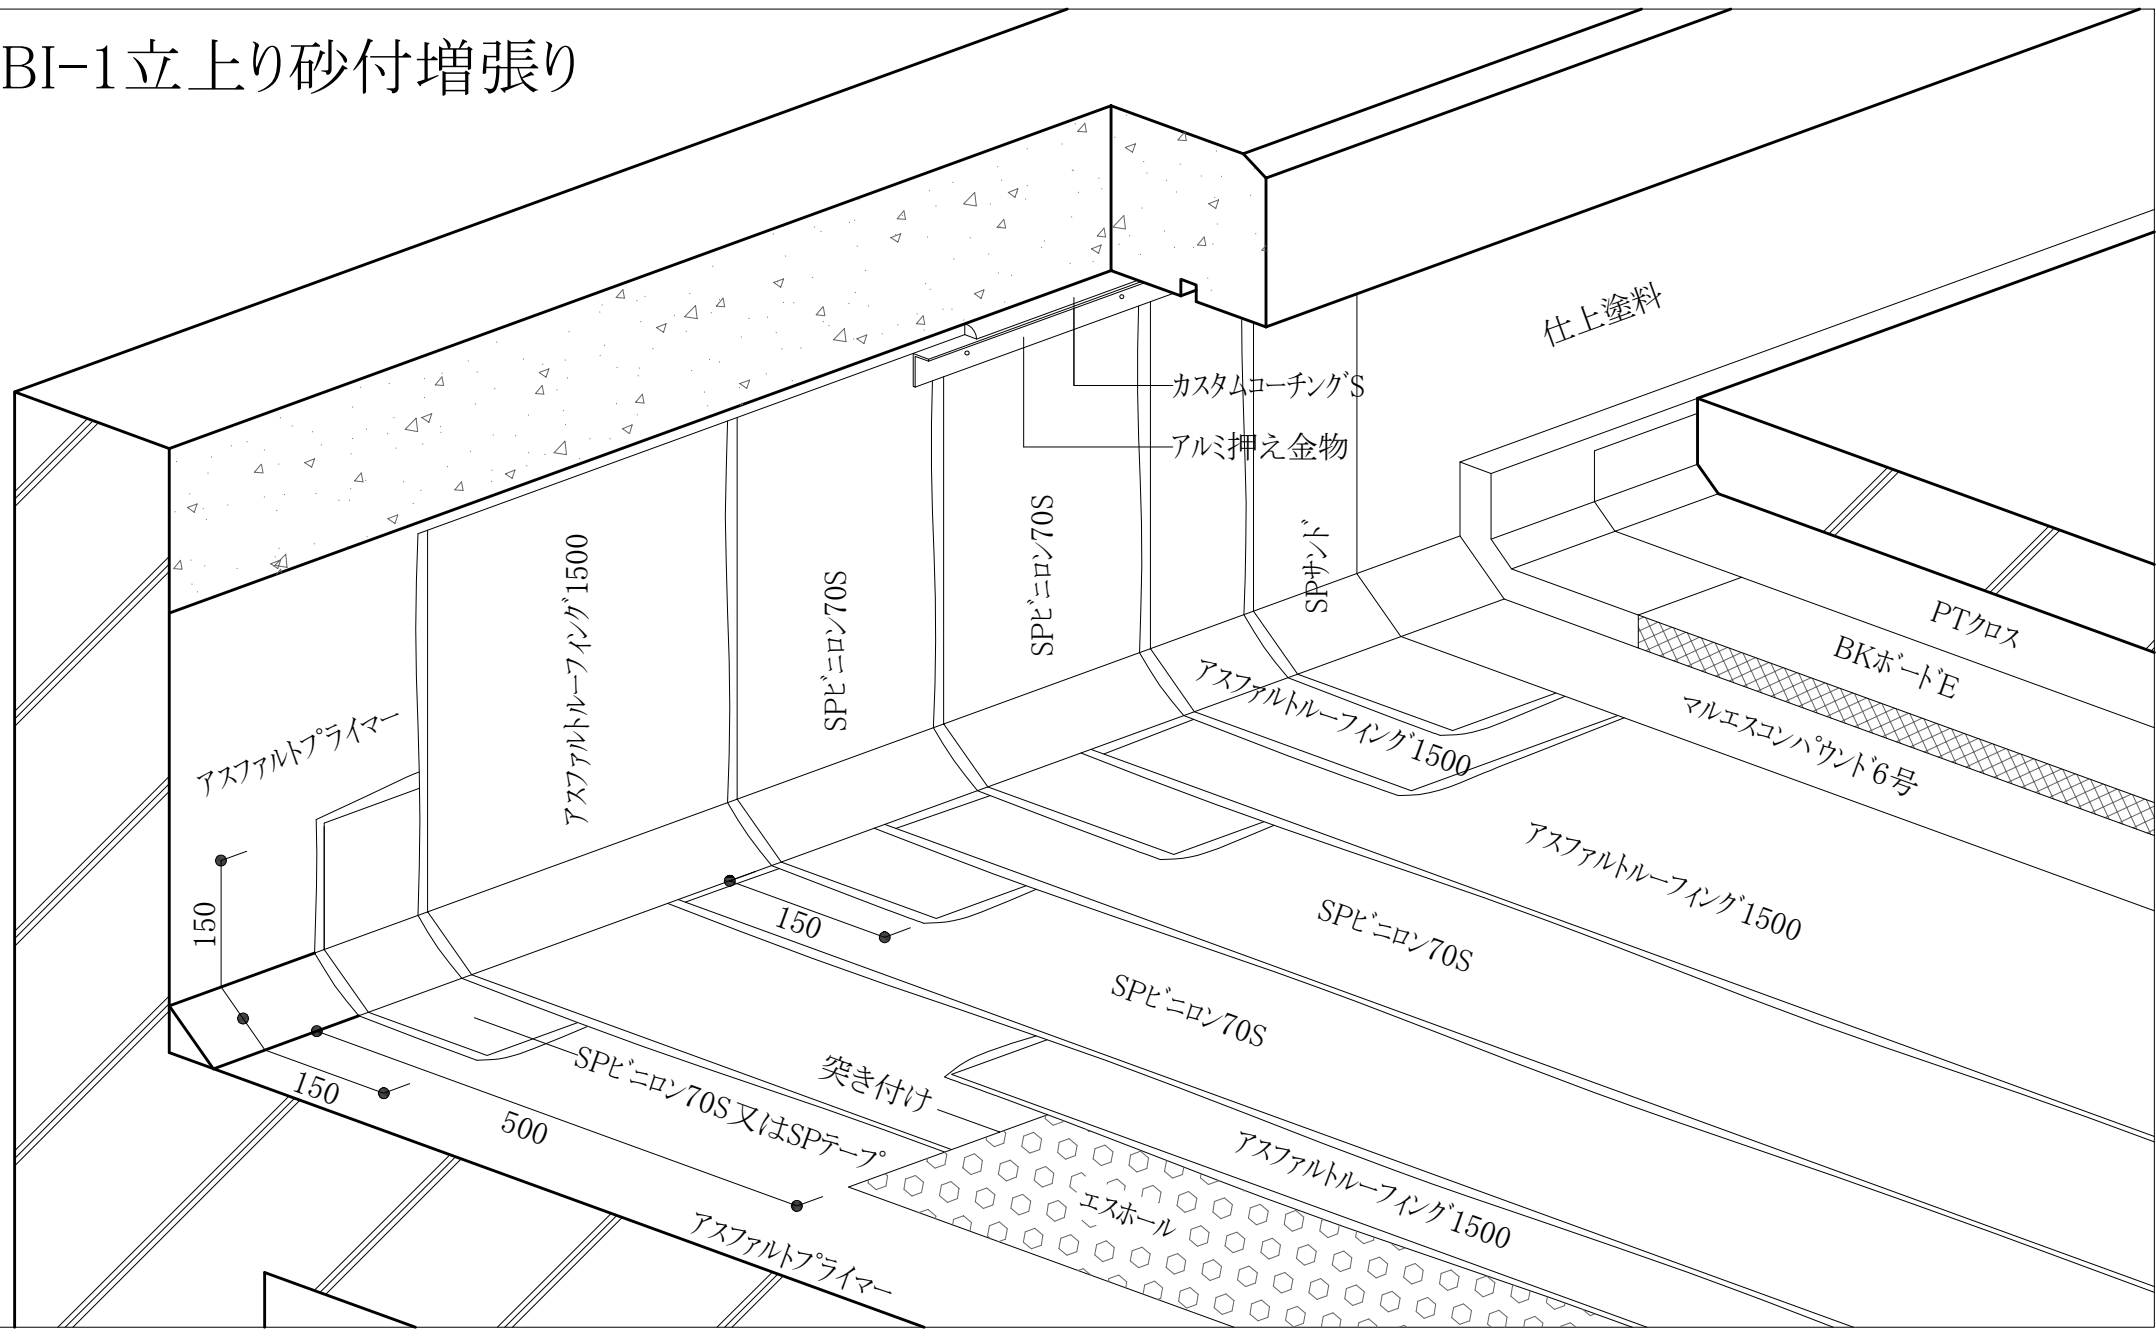 BI-1立上り砂付増張り
仕上塗料
カスタムコーチングS
アルミ押え金物
アスファルトルーフィング1500
SPビニロン70S
SPビニロン70S
SPサンド
アスファルトプライマー
アスファルトルーフィング1500
PTクロス
BKボードE
マルエスコンパウンド6号
アスファルトルーフィング1500
SPビニロン70S
SPビニロン70S
150
150
150
500
SPビニロン70S又はSPテープ
突き付け
アスファルトルーフィング1500
エスホール
アスファルトプライマー